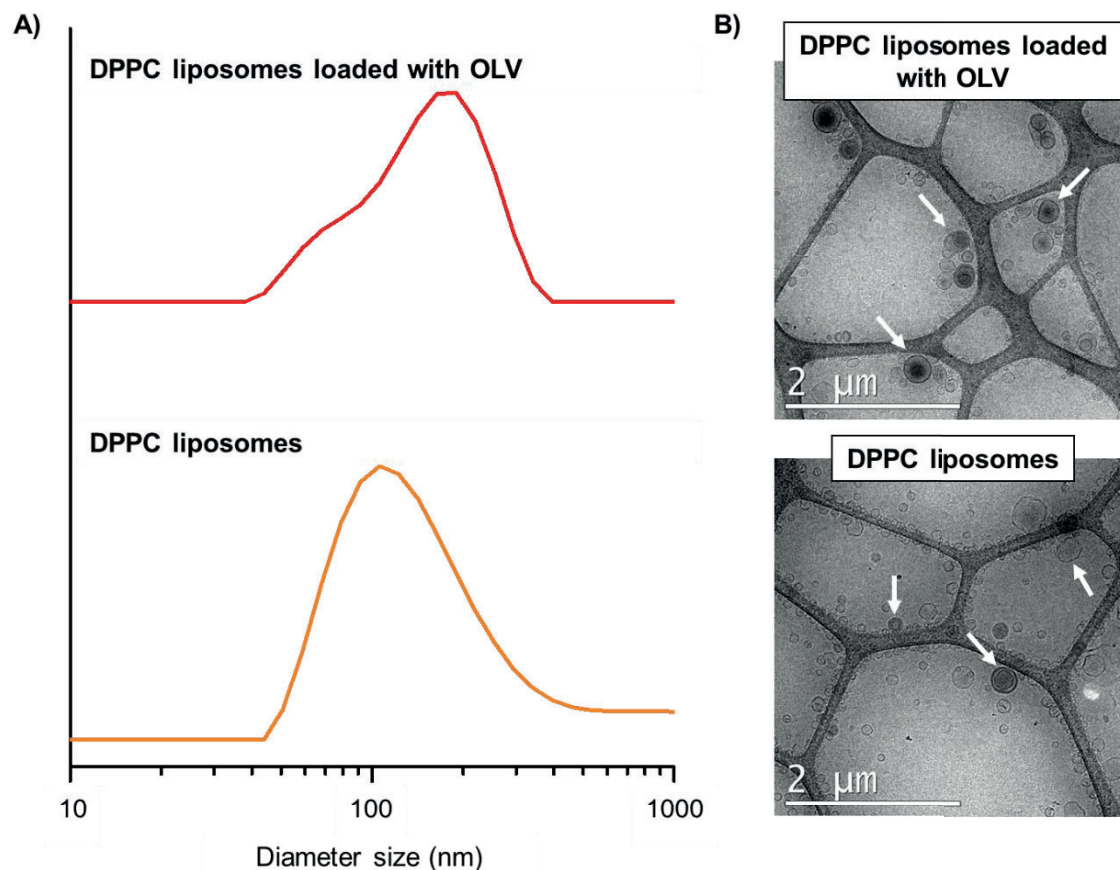 A)
DPPC liposomes loaded with OLV
DPPC liposomes
10
100
1000
Diameter size (nm)
B)
DPPC liposomes loaded
with OLV
2 μm
DPPC liposomes
2 μm